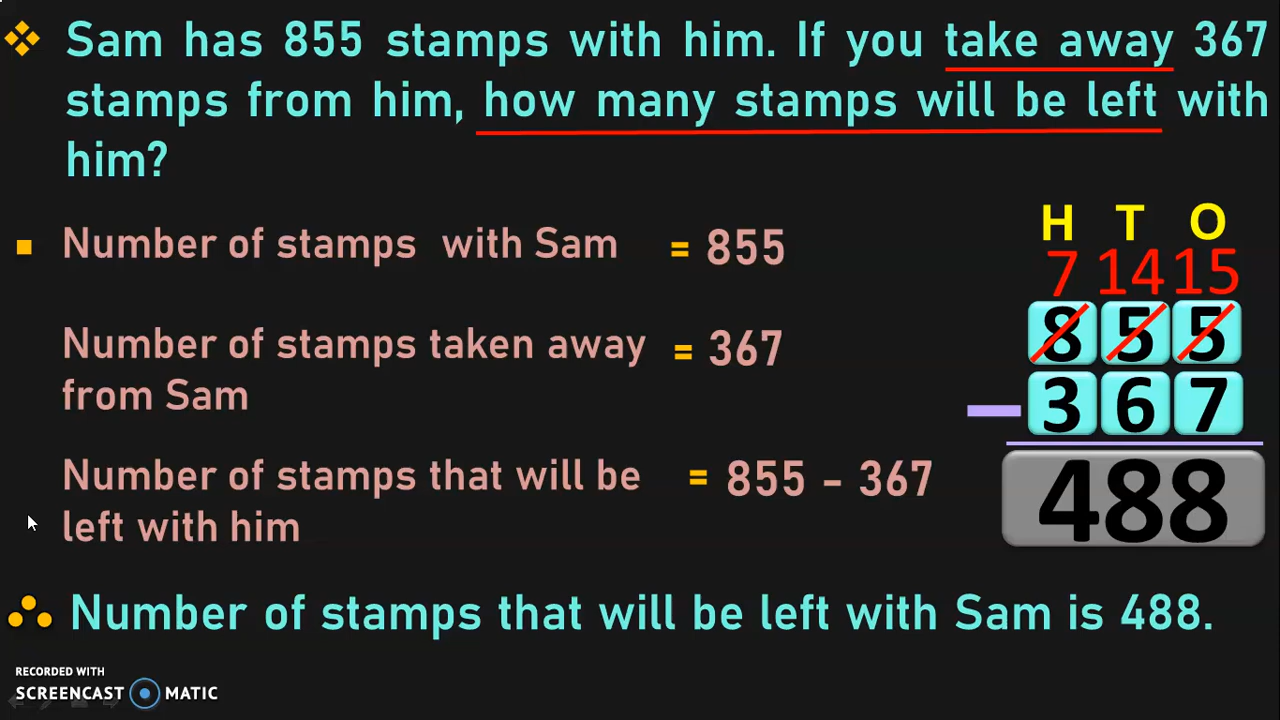 Sam has 855 stamps with him. If you take away 367
stamps from him, how many stamps will be left with
him?
Number of stamps with Sam = 855
Number of stamps taken away = 367
from Sam
Number of stamps that will be = 855 - 367
left with him
H T O
7 14 15
8 5 5
- 3 6 7
488
Number of stamps that will be left with Sam is 488.
RECORDED WITH
SCREENCAST MATIC